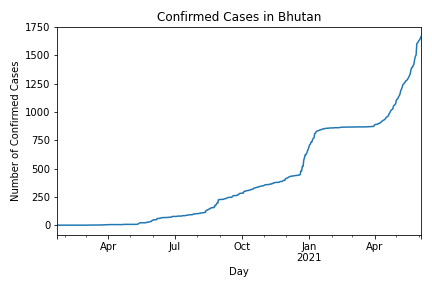 Confirmed Cases in Bhutan
1750
1500
1250
1000
750
500
250
0
Number of Confirmed Cases
Apr
Jul
Oct
Jan
2021
Apr
Day